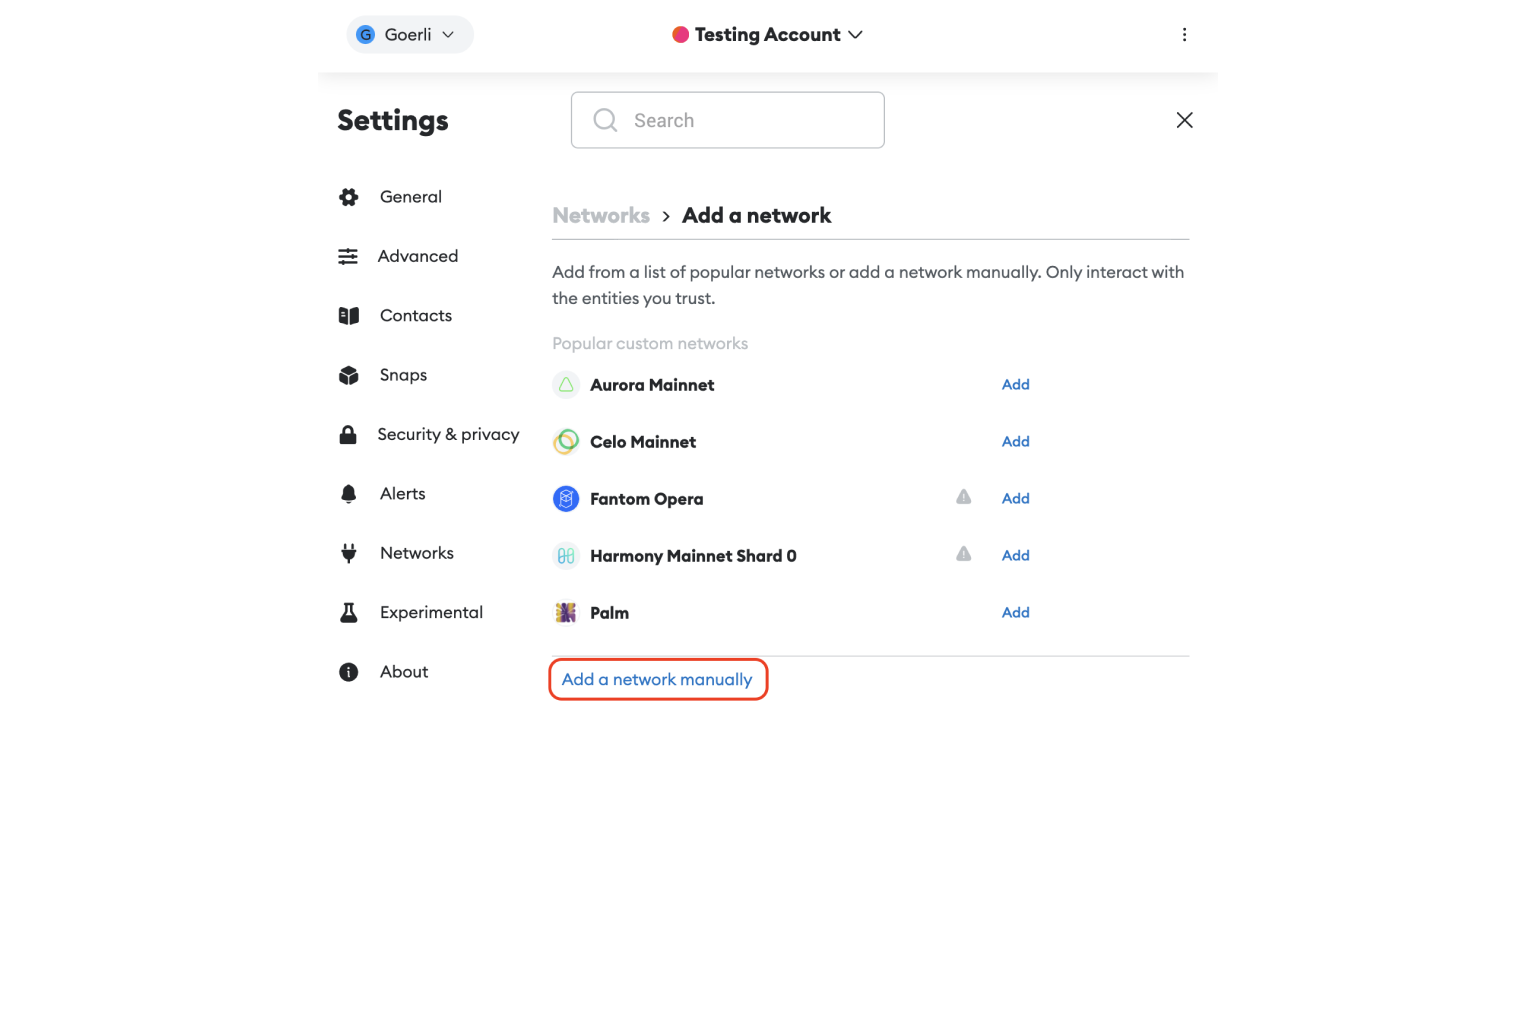 G Goerli
Testing Account
Settings
Search
General
Advanced
Contacts
Snaps
Security & privacy
Alerts
Networks
Experimental
About
Networks > Add a network
Add from a list of popular networks or add a network manually. Only interact with
the entities you trust.
Popular custom networks
Aurora Mainnet Add
Celo Mainnet Add
Fantom Opera Add
Harmony Mainnet Shard 0 Add
Palm Add
Add a network manually